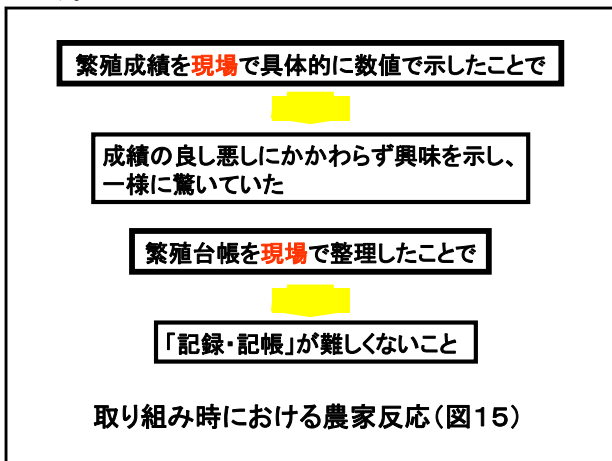 繁殖成績を現場で具体的に数値で示したことで
成績の良し悪しにかかわらず興味を示し、
一様に驚いていた
繁殖台帳を現場で整理したことで
「記録・記帳」が難しくないこと
取り組み時における農家反応(図15)